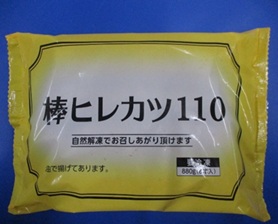 棒ヒレカツ110
自然解凍でお召しあがり頂けます
油で揚げてあります。